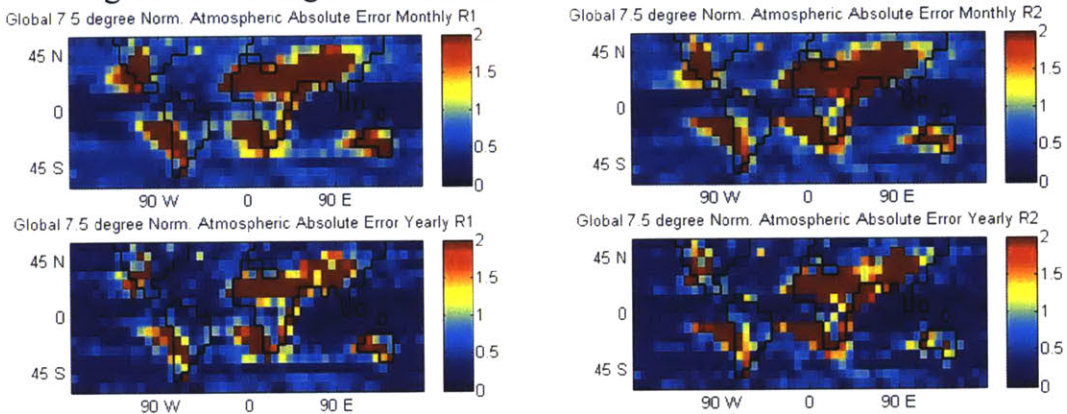 Global 7.5 degree Norm. Atmospheric Absolute Error Monthly R1
45 N
0
45 S
90 W 0 90 E
2
1.5
1
0.5
0
Global 7.5 degree Norm. Atmospheric Absolute Error Monthly R2
45 N
0
45 S
90 W 0 90 E
2
1.5
1
0.5
0
Global 7.5 degree Norm. Atmospheric Absolute Error Yearly R1
45 N
0
45 S
90 W 0 90 E
2
1.5
1
0.5
0
Global 7.5 degree Norm. Atmospheric Absolute Error Yearly R2
45 N
0
45 S
90 W 0 90 E
2
1.5
1
0.5
0